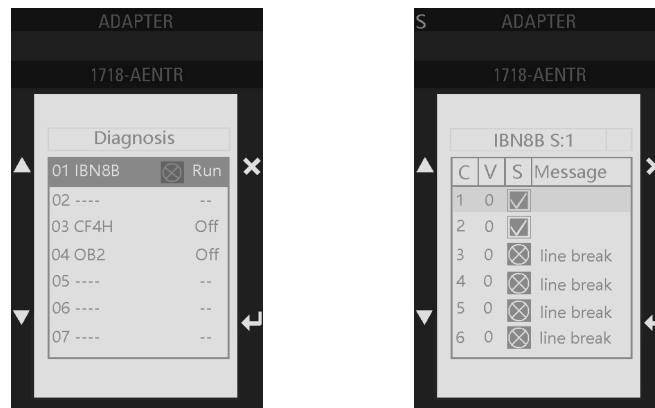 ADAPTER
1718-AENTR
Diagnosis
01 IBN8B Run
02 ---- --
03 CF4H Off
04 OB2 Off
05 ---- --
06 ---- --
07 ---- --
S ADAPTER
1718-AENTR
IBN8B S:1
C V S Message
1 0
2 0
3 0 line break
4 0 line break
5 0 line break
6 0 line break